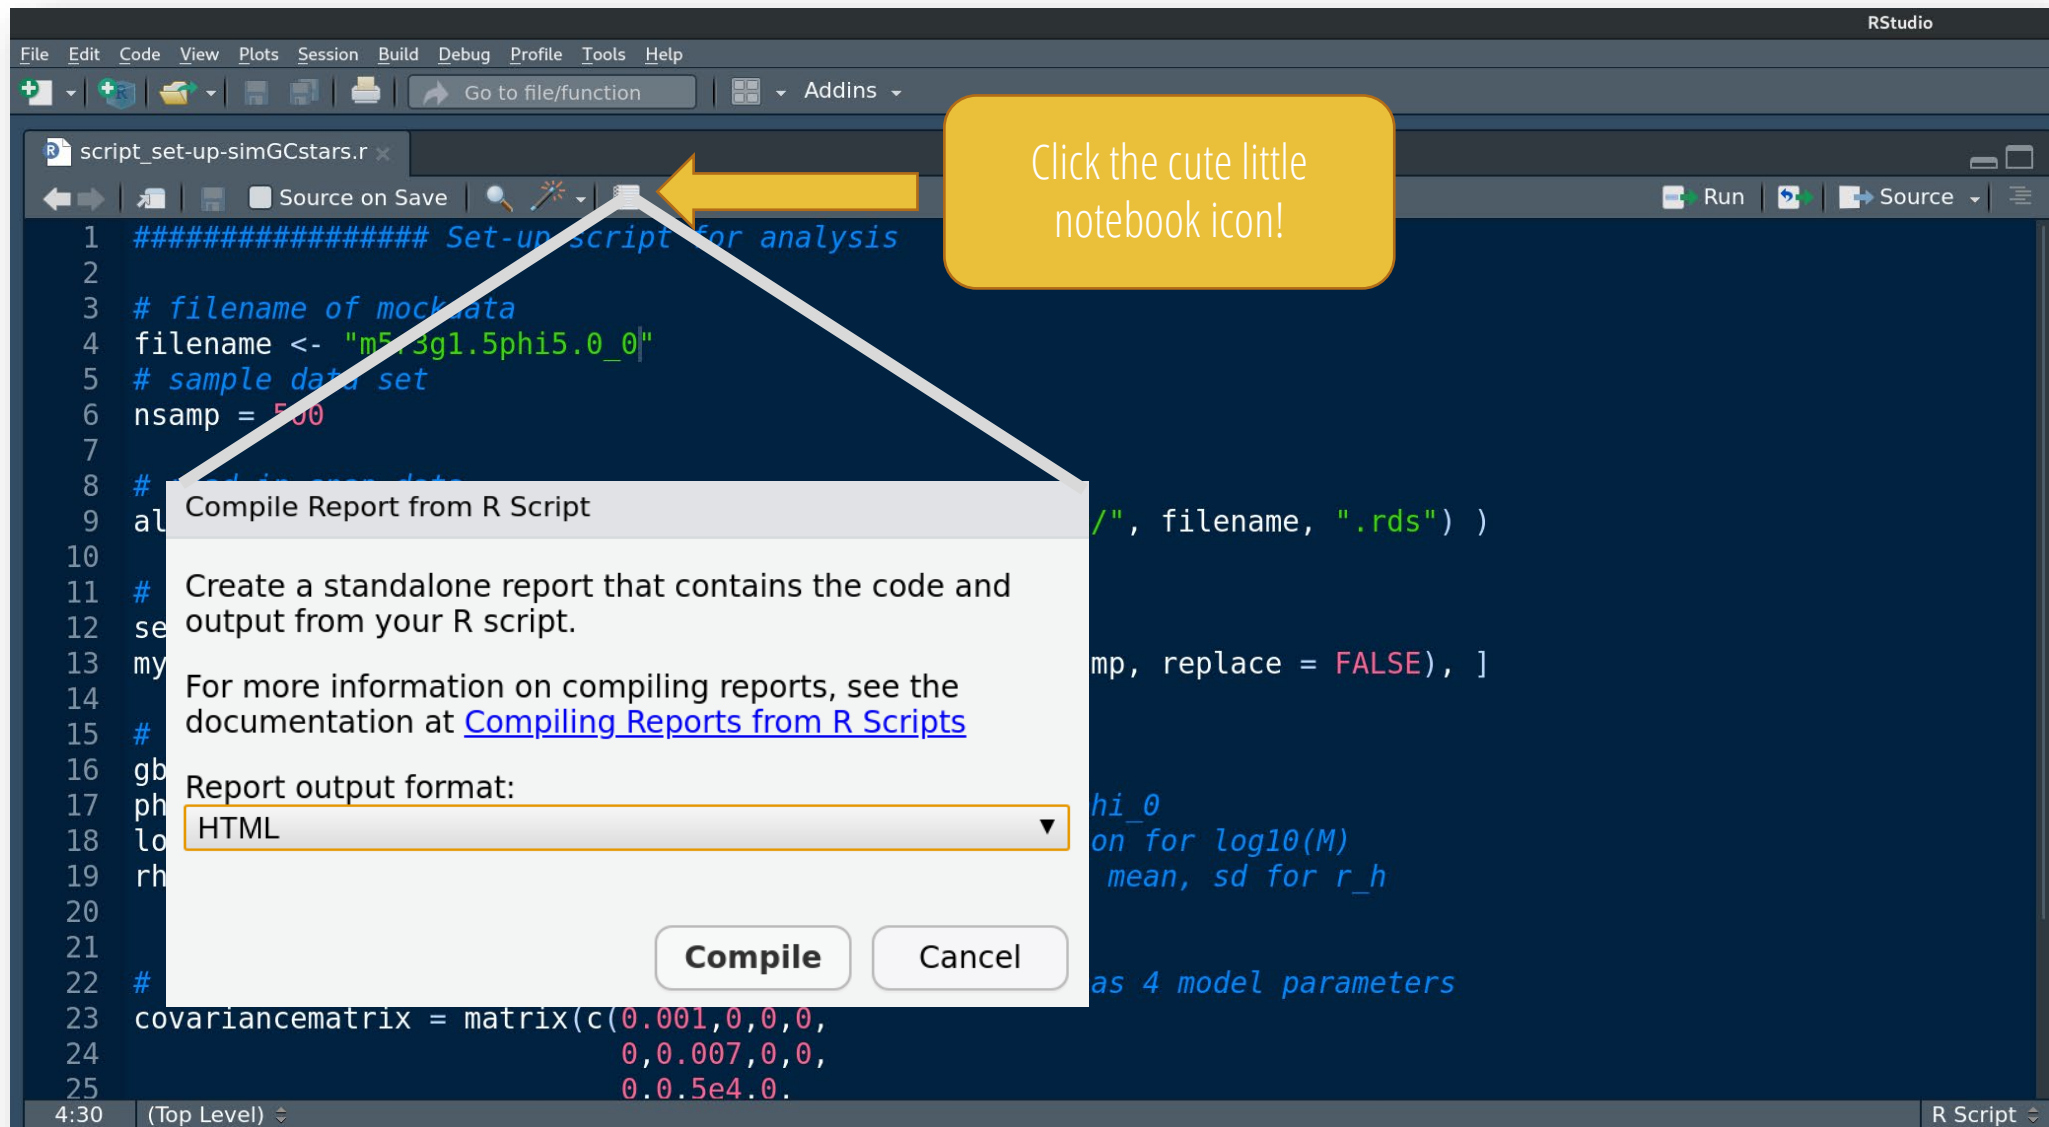 RStudio
File Edit Code View Plots Session Build Debug Profile Tools Help
Go to file/function Addins
script_set-up-simGCstars.r
Click the cute little
notebook icon!
Source on Save Run Source
1 ################# Set-up script for analysis
2
3 # filename of mockdata
4 filename <- "m5r3g1.5phi5.0_0"
5 # sample data set
6 nsamp = 500
7
8 #
9 al /", filename, ".rds") )
10
11 #
12 se
13 my mp, replace = FALSE), ]
14
15 #
16 gb
17 ph hi_0
18 lo on for log10(M)
19 rh mean, sd for r_h
20
21
22 # as 4 model parameters
23 covariancematrix = matrix(c(0.001,0,0,0,
24 0,0.007,0,0,
25 0,0,5e4,0,
Compile Report from R Script
Create a standalone report that contains the code and
output from your R script.
For more information on compiling reports, see the
documentation at Compiling Reports from R Scripts
Report output format:
HTML
Compile Cancel
4:30 (Top Level) R Script